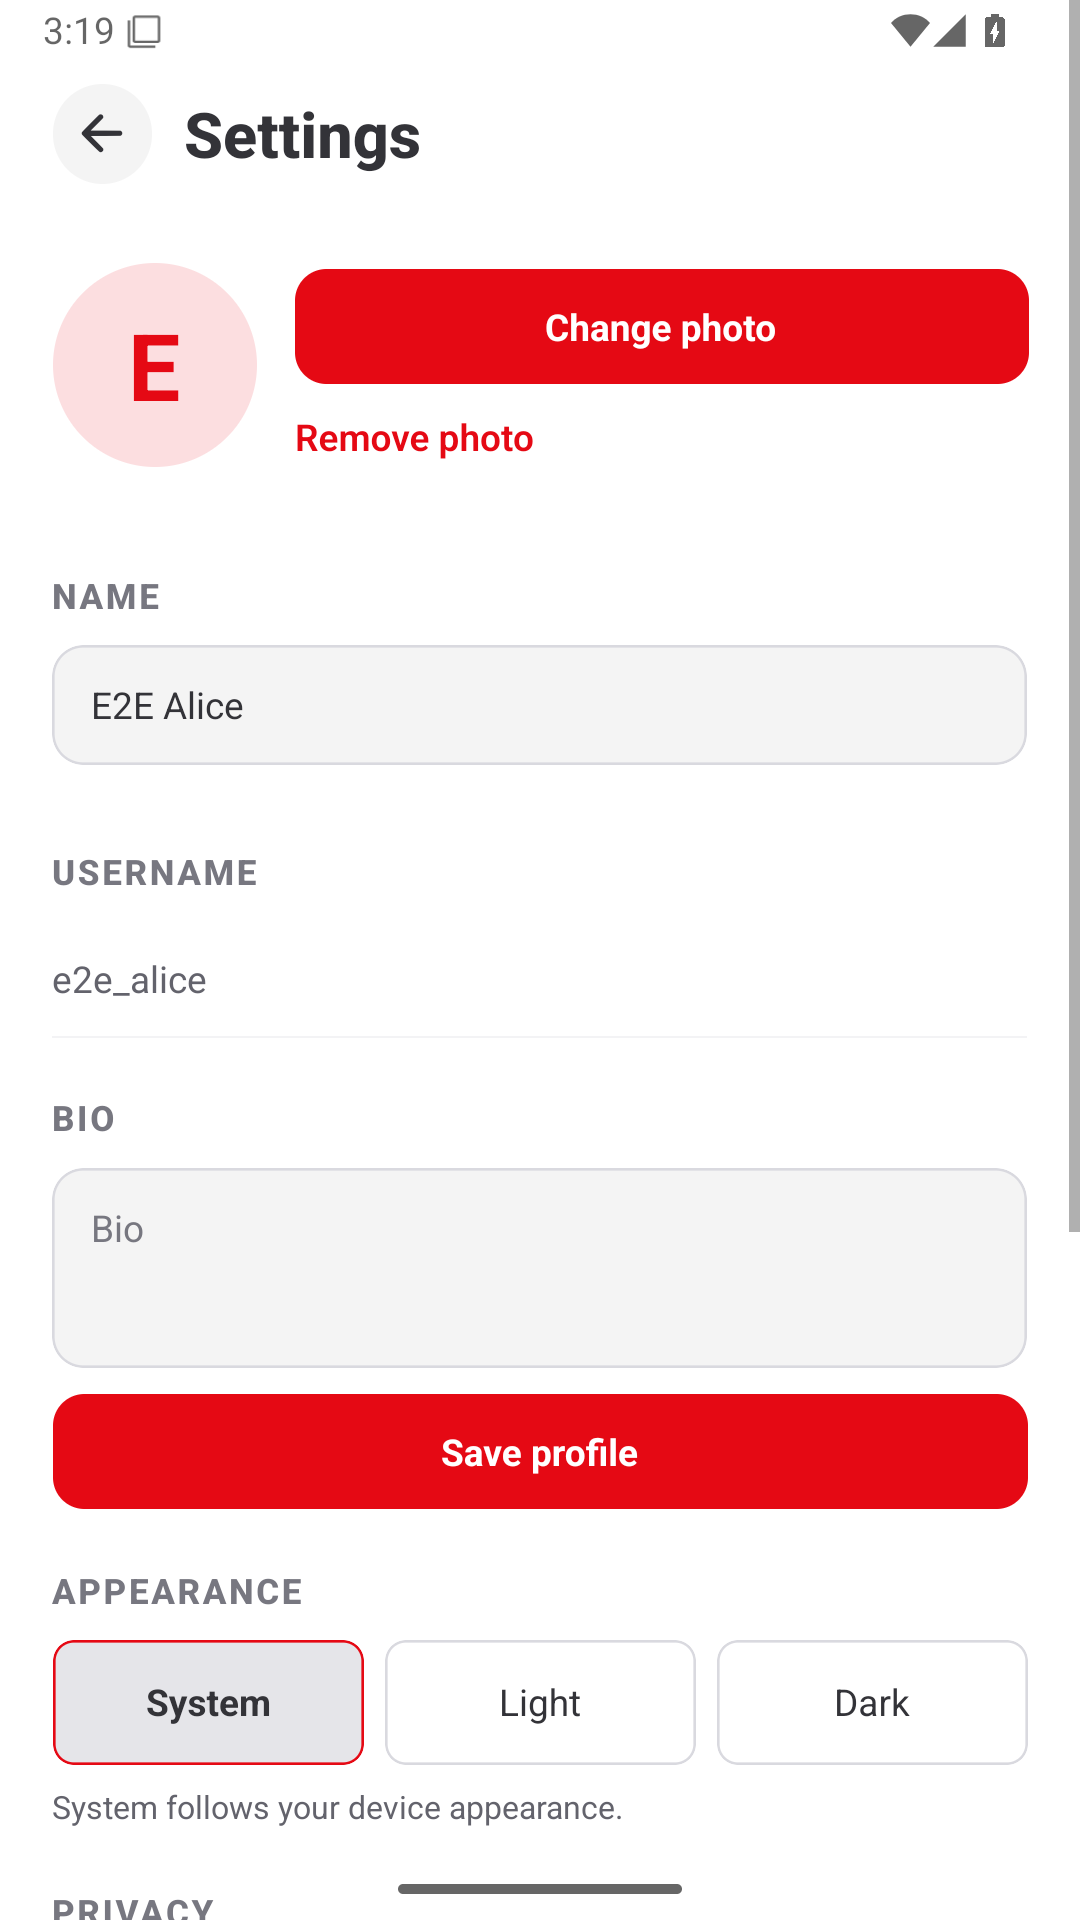 3:19
Settings
E
Change photo
Remove photo
NAME
E2E Alice
USERNAME
e2e_alice
BIO
Bio
Save profile
APPEARANCE
System
Light
Dark
System follows your device appearance.
PRIVACY